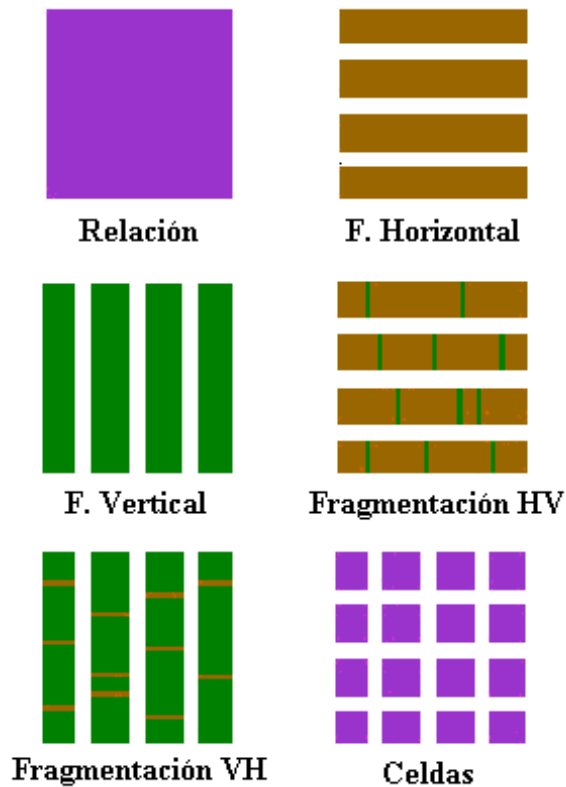 Relación
F. Horizontal
F. Vertical
Fragmentación HV
Fragmentación VH
Celdas